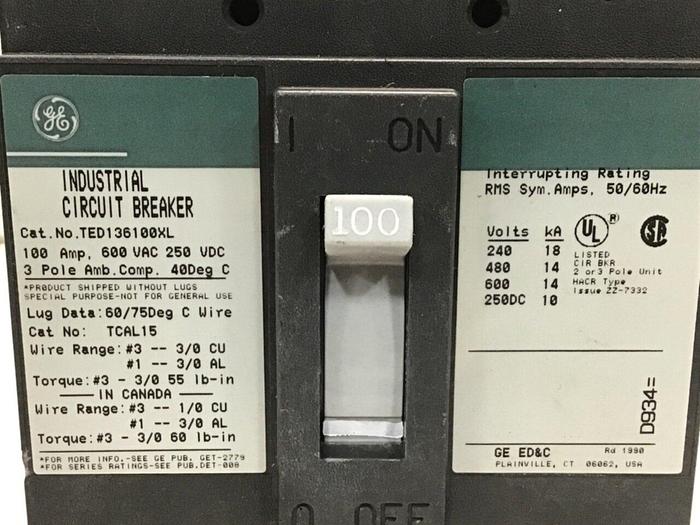 GE
INDUSTRIAL
CIRCUIT BREAKER
Cat.No.TED136100XL
100 Amp, 600 VAC 250 VDC
3 Pole Amb.Comp. 40Deg C
*PRODUCT SHIPPED WITHOUT LUGS
SPECIAL PURPOSE-NOT FOR GENERAL USE
Lug Data:60/75Deg C Wire
Cat No: TCAL15
Wire Range:#3 -- 3/0 CU
#1 -- 3/0 AL
Torque:#3 - 3/0 55 lb-in
IN CANADA
Wire Range:#3 -- 1/0 CU
#1 -- 3/0 AL
Torque:#3 - 3/0 60 lb-in
*FOR MORE INFO.-SEE GE PUB. GET-2779
*FOR SERIES RATINGS-SEE PUB.DET-008
I ON
100
O OFF
Interrupting Rating
RMS Sym.Amps, 50/60Hz
Volts kA
240 18
480 14
600 14
250DC 10
UL ®
SA
LISTED
CIR BKR
2 or3 Pole Unit
HACR Type
Issue ZZ-7332
D934=
GE ED&C Rd 1990
PLAINVILLE, CT 06062, USA